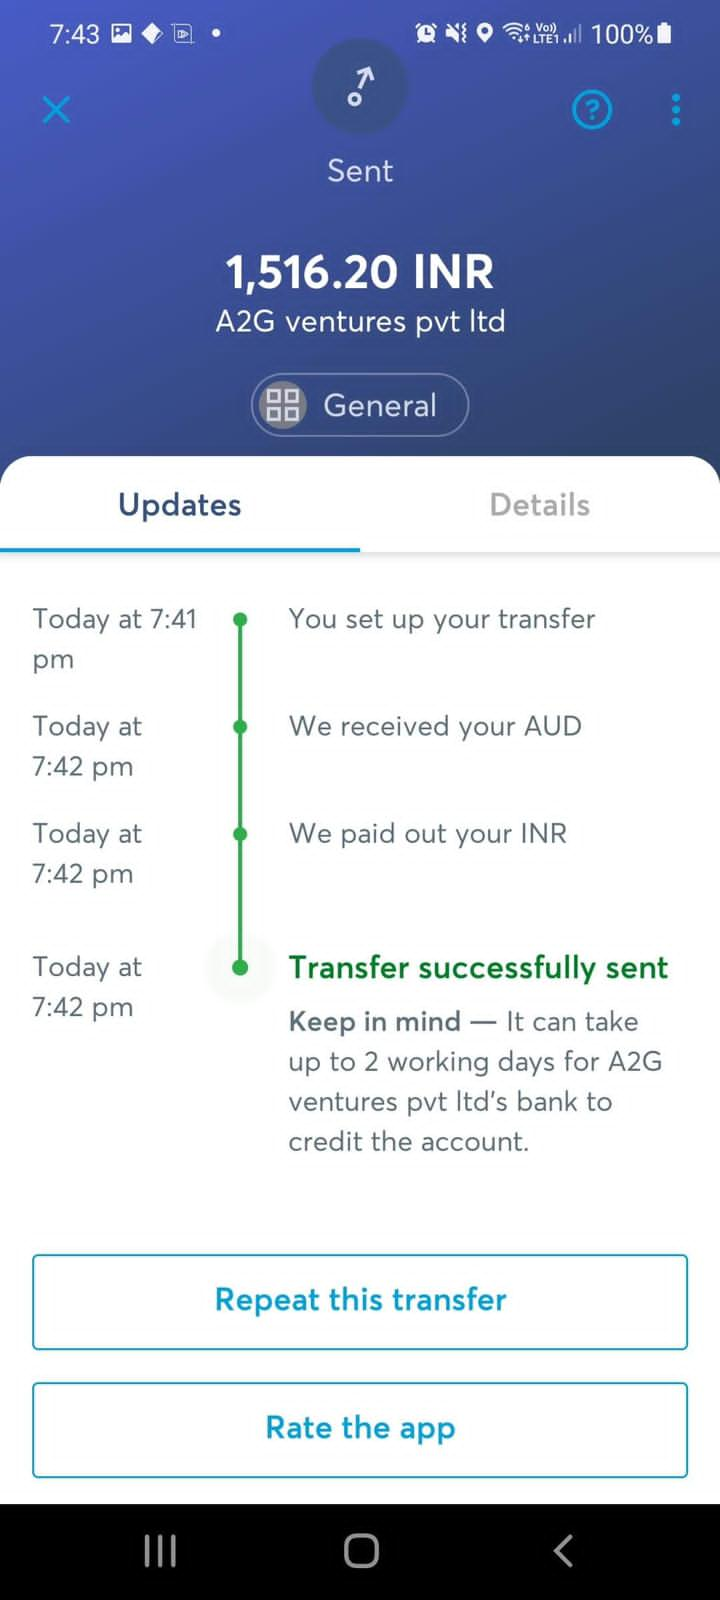 7:43
Vo))
LTE1
100%
?
Sent
1,516.20 INR
A2G ventures pvt ltd
General
Updates
Details
Today at 7:41
pm
You set up your transfer
Today at
7:42 pm
We received your AUD
Today at
7:42 pm
We paid out your INR
Today at
7:42 pm
Transfer successfully sent
Keep in mind — It can take
up to 2 working days for A2G
ventures pvt ltd's bank to
credit the account.
Repeat this transfer
Rate the app